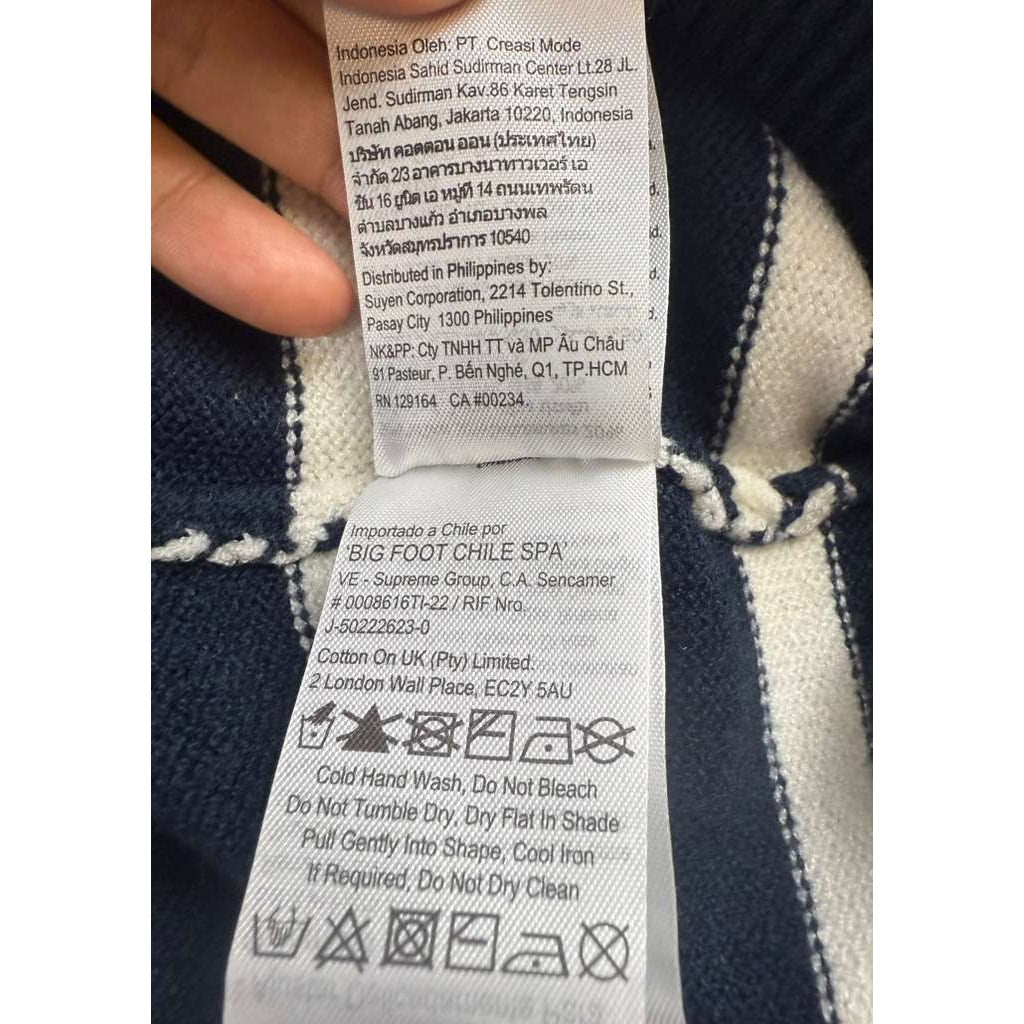 Indonesia Oleh: PT. Creasi Mode
Indonesia Sahid Sudirman Center Lt.28 JL.
Jend. Sudirman Kav.86 Karet Tengsin
Tanah Abang, Jakarta 10220, Indonesia
บริษัท คอตตอน ออน (ประเทศไทย)
จำกัด 2/3 อาคารบางนาทาวเวอร์ เอ
ชั้น 16 ยูนิต เอ หมู่ที่ 14 ถนนเทพรัตน
ตำบลบางแก้ว อำเภอบางพลี
จังหวัดสมุทรปราการ 10540
Distributed in Philippines by:
Suyen Corporation, 2214 Tolentino St.,
Pasay City 1300 Philippines
NK&PP: Cty TNHH TT và MP Âu Châu
91 Pasteur, P. Bến Nghé, Q1, TP.HCM
RN 129164 CA #00234.
Importado a Chile por
'BIG FOOT CHILE SPA'
VE - Supreme Group, C.A. Sencamer
# 0008616TI-22 / RIF Nro.
J-50222623-0
Cotton On UK (Pty) Limited:
2 London Wall Place, EC2Y 5AU
Cold Hand Wash, Do Not Bleach
Do Not Tumble Dry, Dry Flat In Shade
Pull Gently Into Shape, Cool Iron
If Required, Do Not Dry Clean